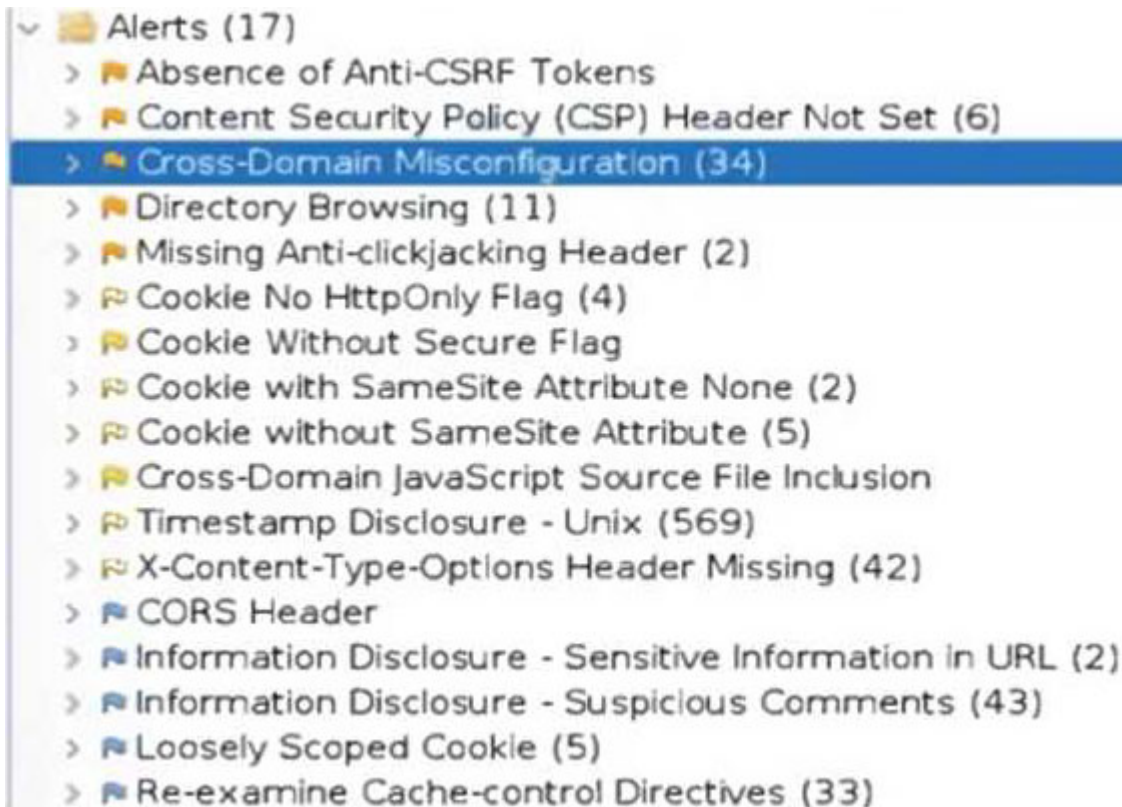 Alerts (17)
Absence of Anti-CSRF Tokens
Content Security Policy (CSP) Header Not Set (6)
Cross-Domain Misconfiguration (34)
Directory Browsing (11)
Missing Anti-clickjacking Header (2)
Cookie No HttpOnly Flag (4)
Cookie Without Secure Flag
Cookie with SameSite Attribute None (2)
Cookie without SameSite Attribute (5)
Cross-Domain JavaScript Source File Inclusion
Timestamp Disclosure - Unix (569)
X-Content-Type-Options Header Missing (42)
CORS Header
Information Disclosure - Sensitive Information in URL (2)
Information Disclosure - Suspicious Comments (43)
Loosely Scoped Cookie (5)
Re-examine Cache-control Directives (33)